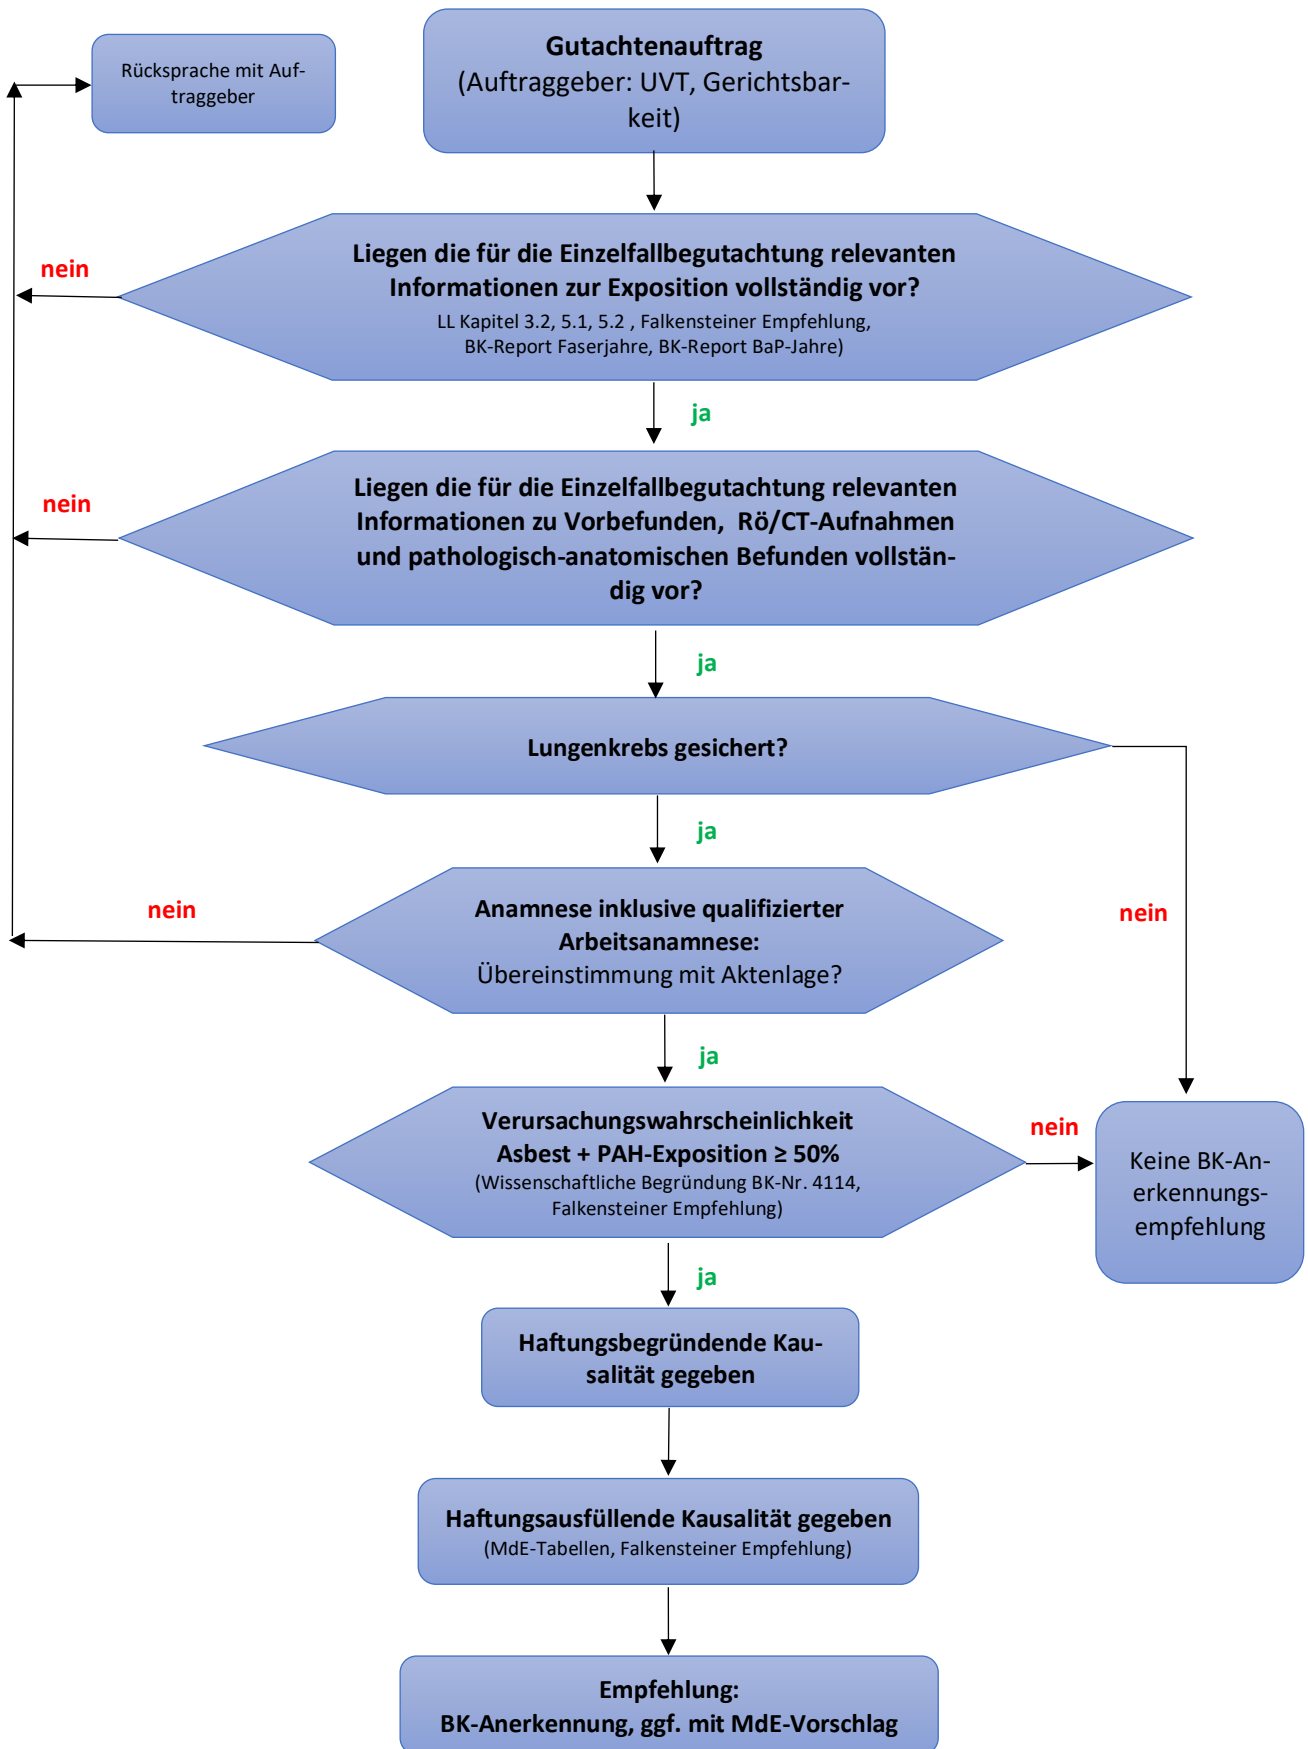 Rücksprache mit Auf-
traggeber
Gutachtenauftrag
(Auftraggeber: UVT, Gerichtsbar-
keit)
nein
Liegen die für die Einzelfallbegutachtung relevanten
Informationen zur Exposition vollständig vor?
LL Kapitel 3.2, 5.1, 5.2 , Falkensteiner Empfehlung,
BK-Report Faserjahre, BK-Report BaP-Jahre)
ja
nein
Liegen die für die Einzelfallbegutachtung relevanten
Informationen zu Vorbefunden, Rö/CT-Aufnahmen
und pathologisch-anatomischen Befunden vollstän-
dig vor?
ja
Lungenkrebs gesichert?
ja
nein
Anamnese inklusive qualifizierter
Arbeitsanamnese:
Übereinstimmung mit Aktenlage?
nein
ja
Verursachungswahrscheinlichkeit
Asbest + PAH-Exposition ≥ 50%
(Wissenschaftliche Begründung BK-Nr. 4114,
Falkensteiner Empfehlung)
nein
Keine BK-An-
erkennungs-
empfehlung
ja
Haftungsbegründende Kau-
salität gegeben
Haftungsausfüllende Kausalität gegeben
(MdE-Tabellen, Falkensteiner Empfehlung)
Empfehlung:
BK-Anerkennung, ggf. mit MdE-Vorschlag